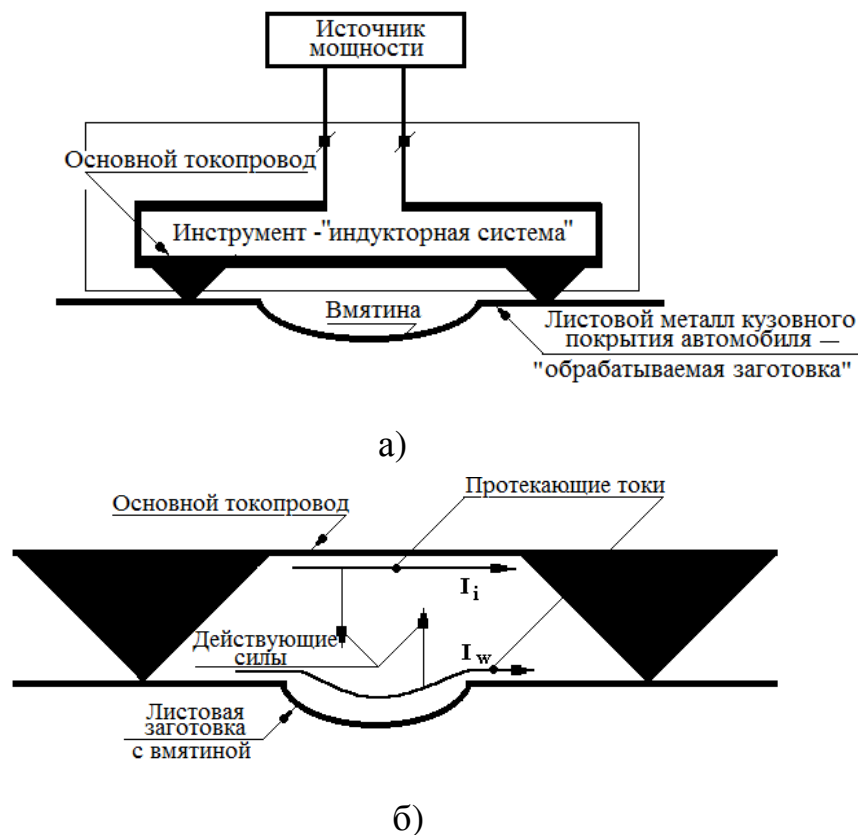 Источник
мощности
Основной токопровод
Инструмент -"индукторная система"
Вмятина
Листовой металл кузовного
покрытия автомобиля —
"обрабатываемая заготовка"
а)
Протекающие токи
Основной токопровод
I i
Действующие
силы
I w
Листовая
заготовка
с вмятиной
б)